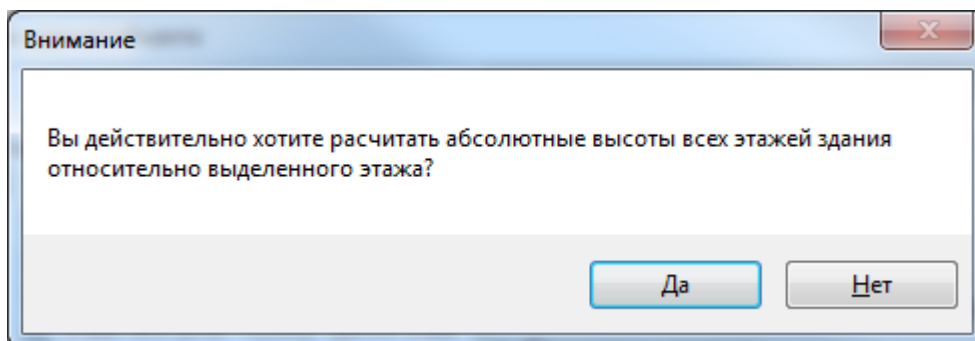 Внимание
Вы действительно хотите расчитать абсолютные высоты всех этажей здания
относительно выделенного этажа?
Да
Нет